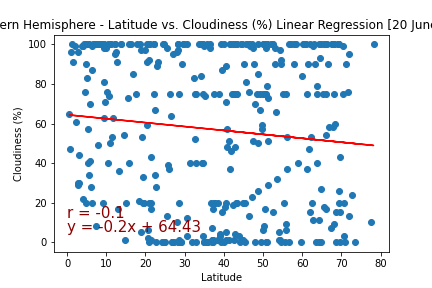 ern Hemisphere - Latitude vs. Cloudiness (%) Linear Regression [20 June
100
80
60
40
20
0
Cloudiness (%)
r = -0.1
y = -0.2x + 64.43
0 10 20 30 40 50 60 70 80
Latitude